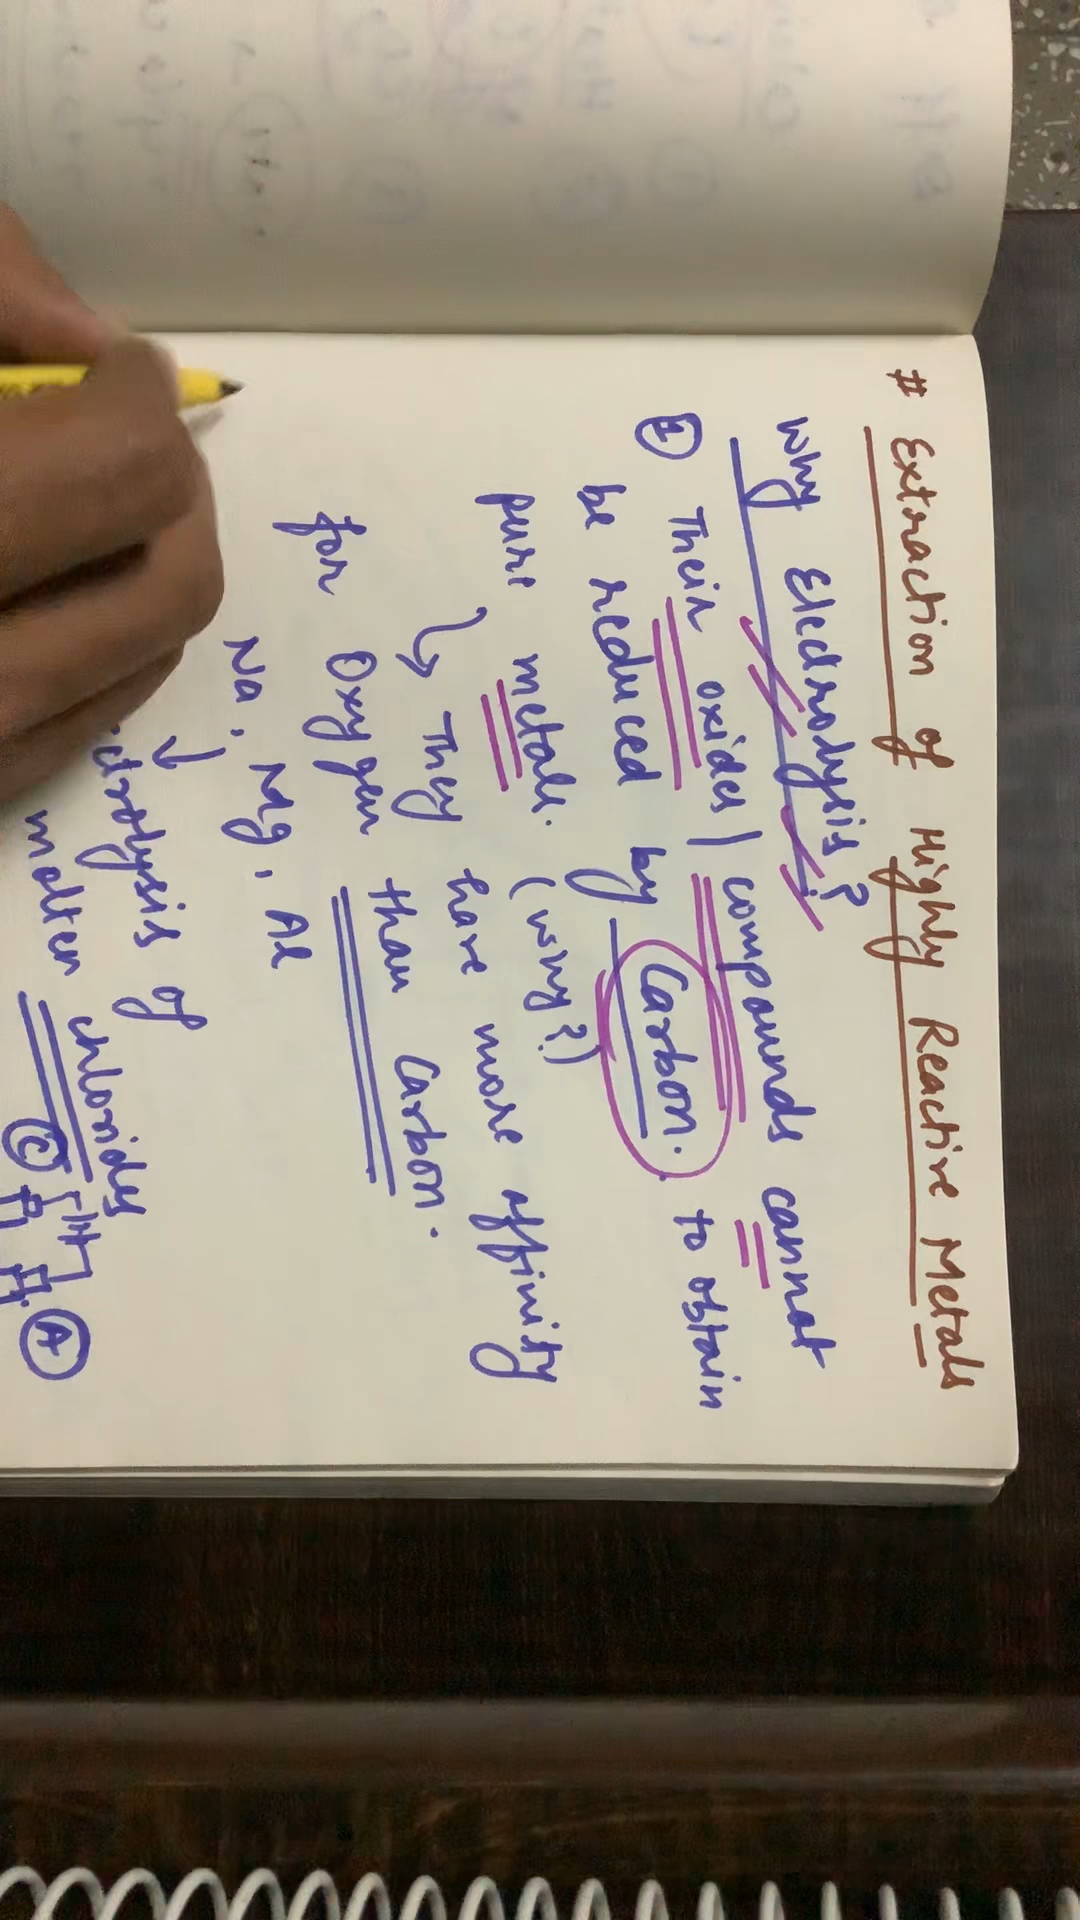 # Extraction of Highly Reactive Metals
Why Electrolysis?
① Their oxides/compounds cannot
be reduced by Carbon. to obtain
pure metals. (why?)
↳ They have more affinity
for Oxygen than Carbon.
Na, Mg, Al
↓
of
molten chlorides
C
A